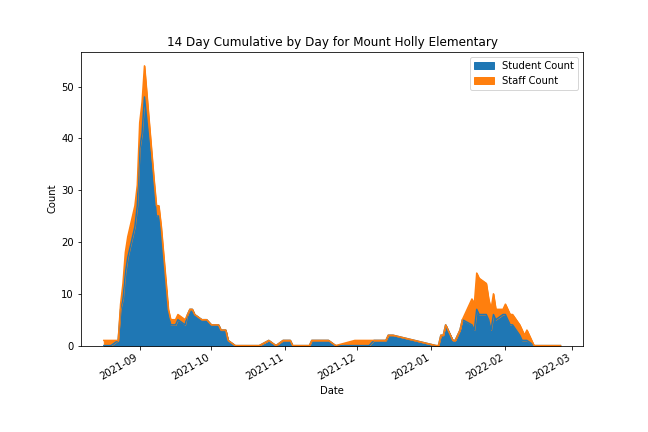 14 Day Cumulative by Day for Mount Holly Elementary
Student Count
Staff Count
Count
50
40
30
20
10
0
2021-09
2021-10
2021-11
2021-12
2022-01
2022-02
2022-03
Date